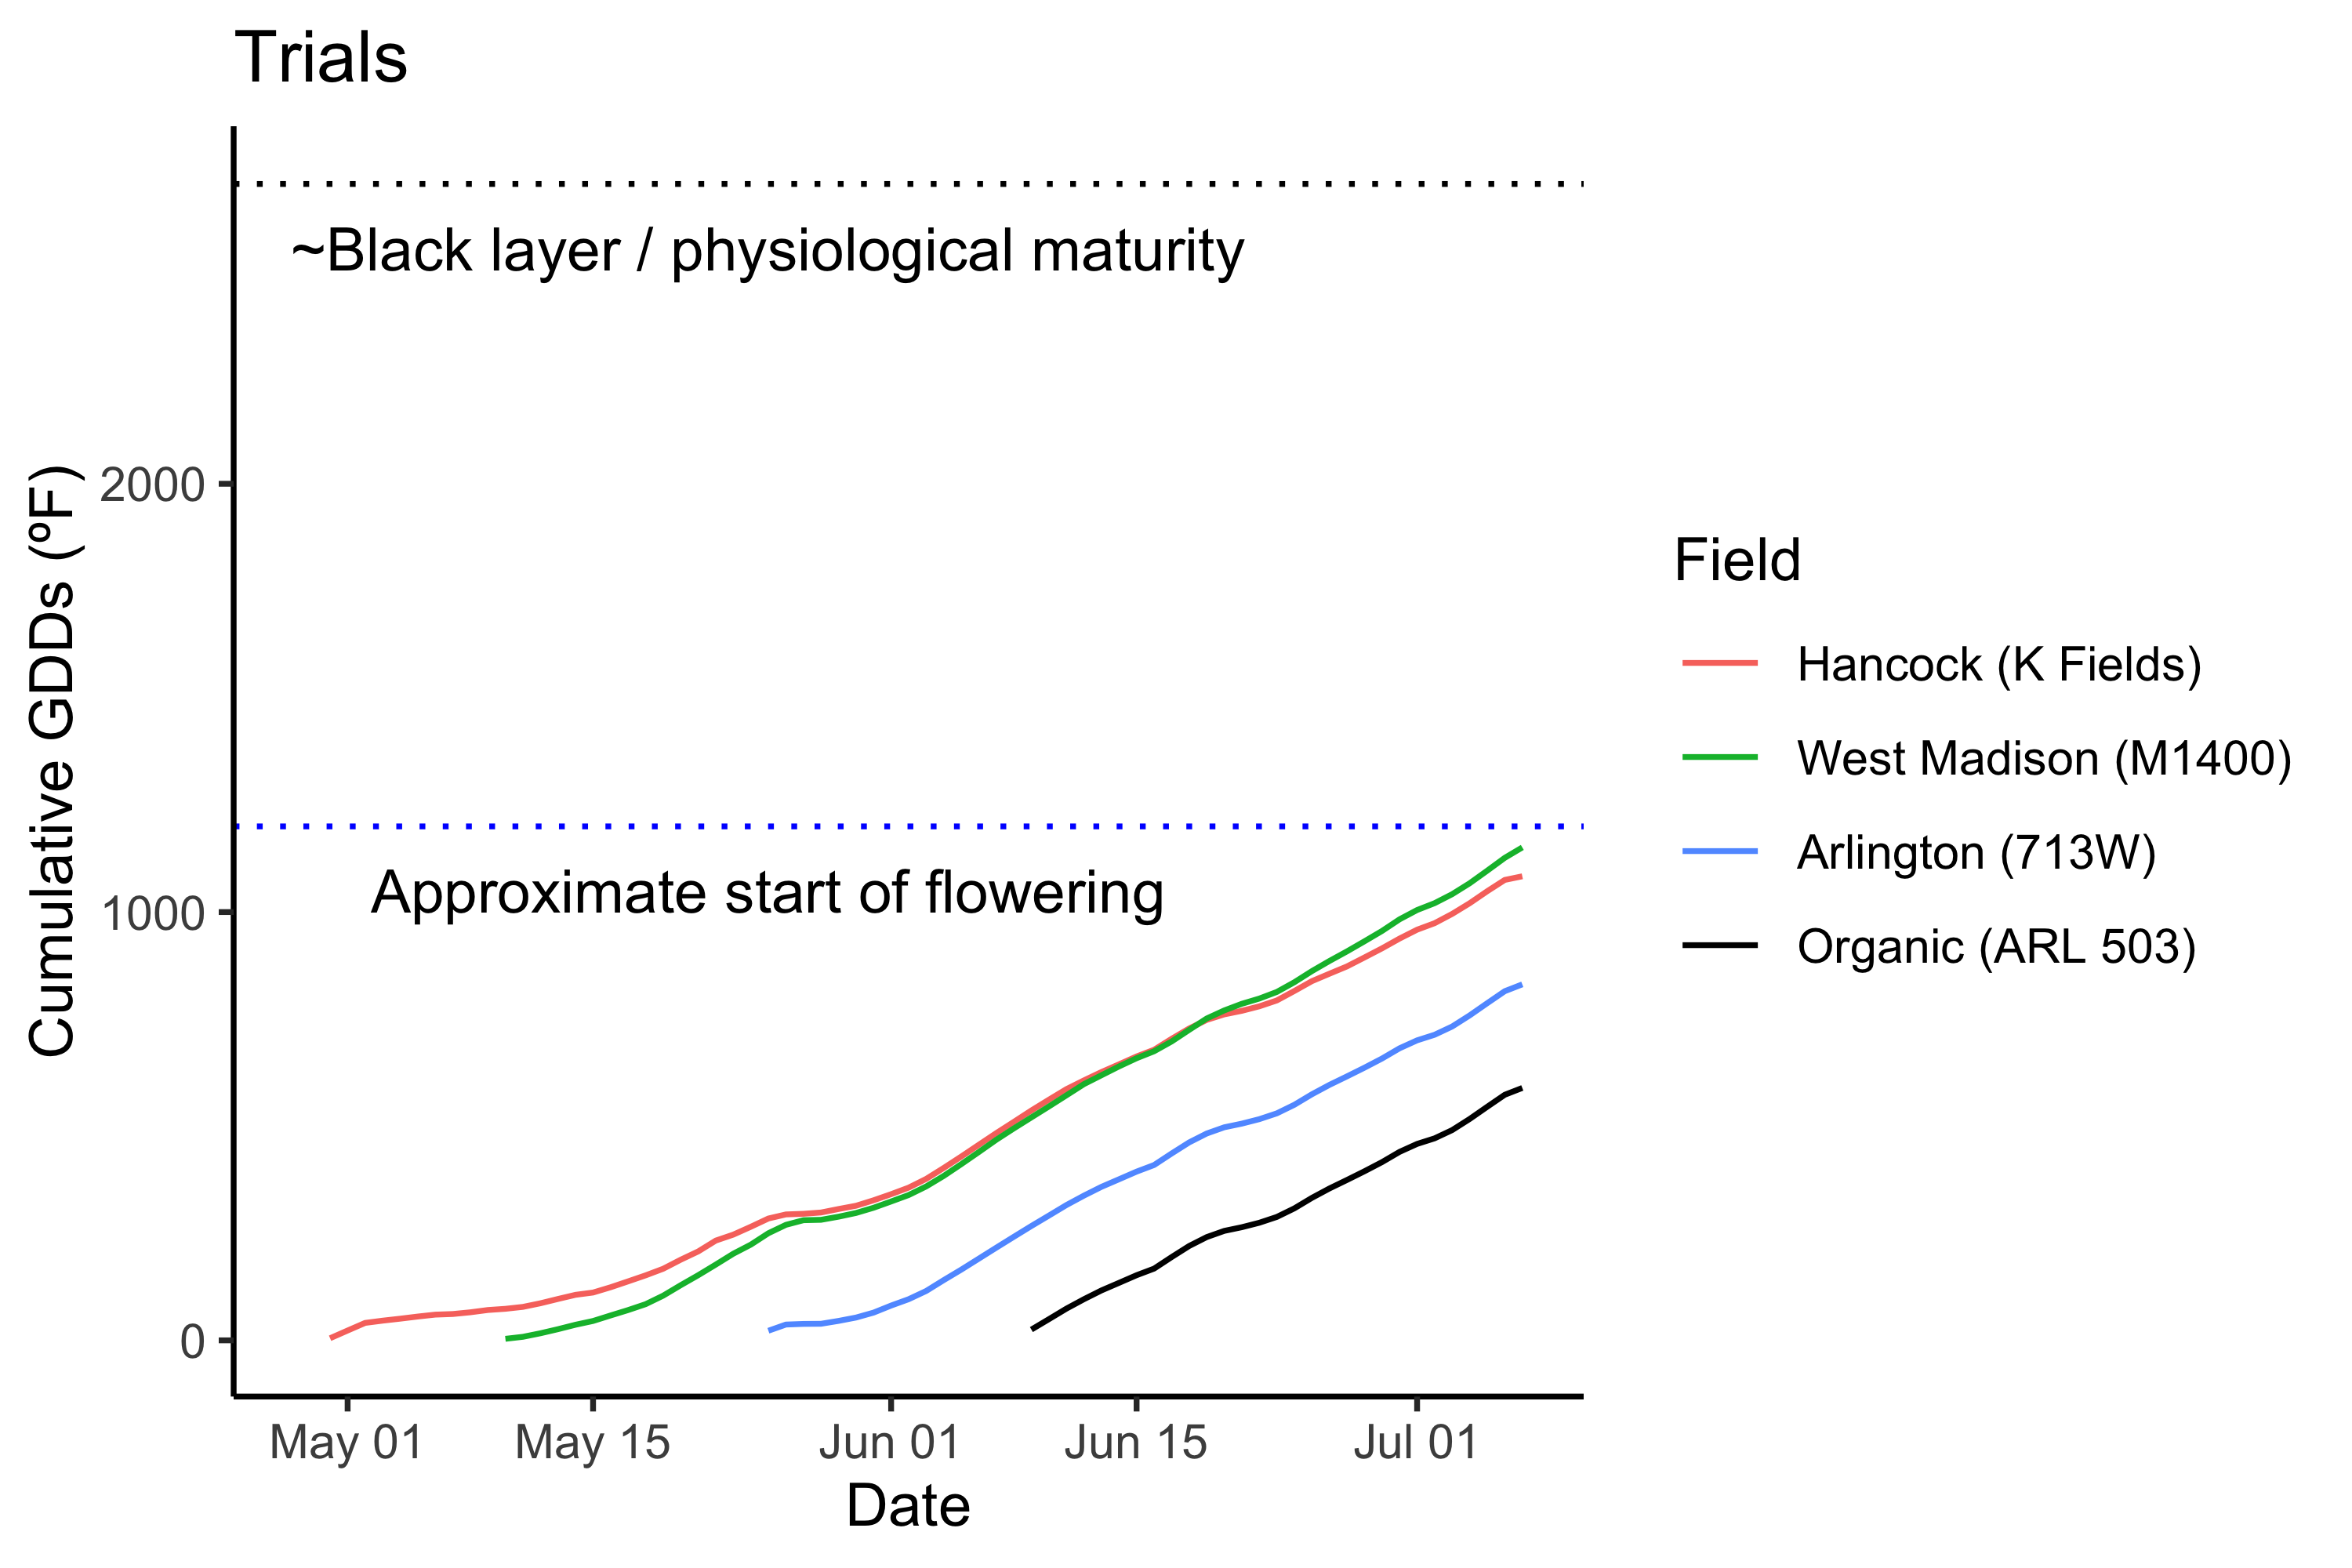 Trials
~Black layer / physiological maturity
Approximate start of flowering
Cumulative GDDs (ºF)
2000
1000
0
May 01
May 15
Jun 01
Jun 15
Jul 01
Date
Field
Hancock (K Fields)
West Madison (M1400)
Arlington (713W)
Organic (ARL 503)